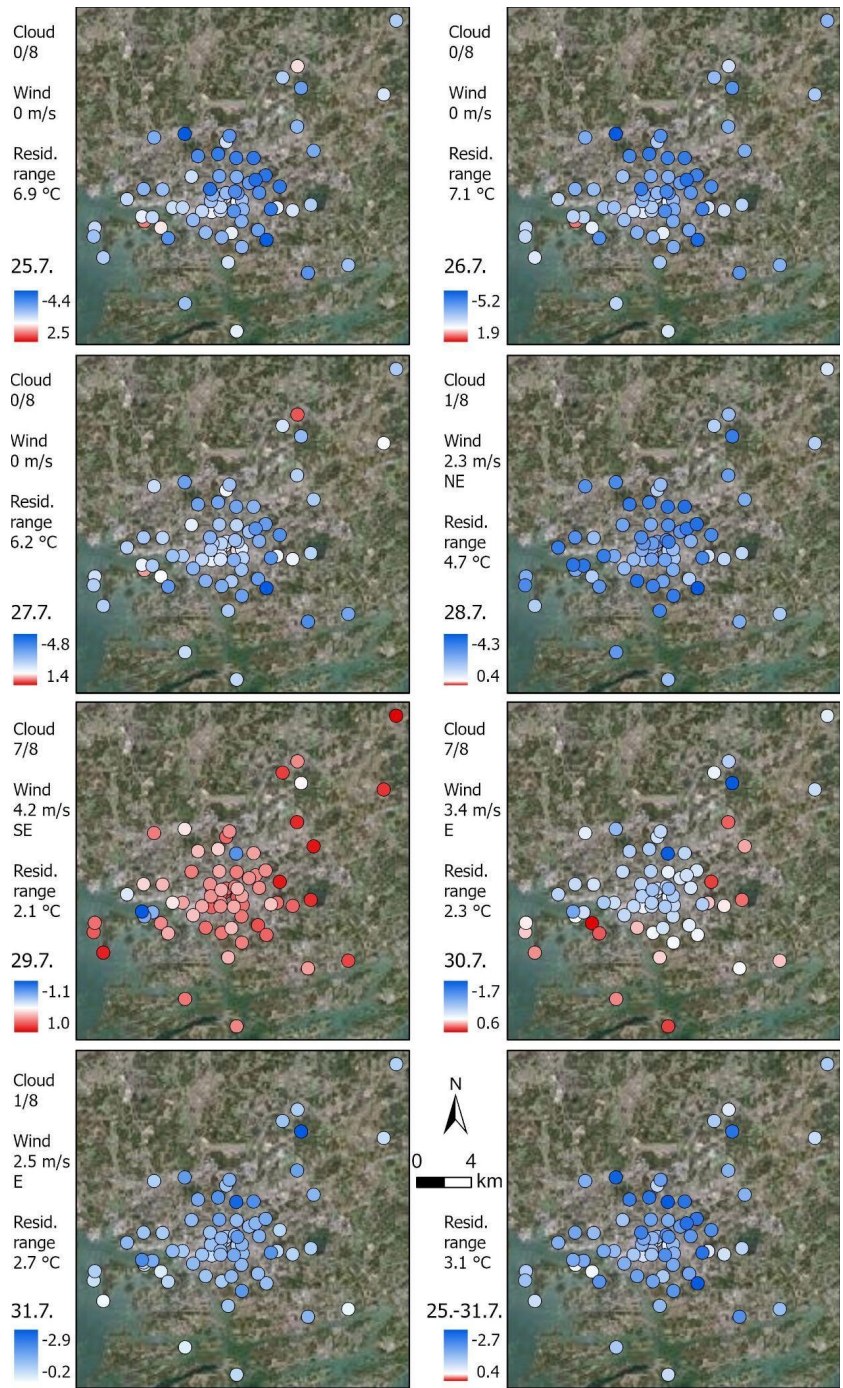 Cloud
0/8
Wind
0 m/s
Resid.
range
6.9 °C
25.7.
-4.4
2.5
Cloud
0/8
Wind
0 m/s
Resid.
range
7.1 °C
26.7.
-5.2
1.9
Cloud
0/8
Wind
0 m/s
Resid.
range
6.2 °C
27.7.
-4.8
1.4
Cloud
1/8
Wind
2.3 m/s
NE
Resid.
range
4.7 °C
28.7.
-4.3
0.4
Cloud
7/8
Wind
4.2 m/s
SE
Resid.
range
2.1 °C
29.7.
-1.1
1.0
Cloud
7/8
Wind
3.4 m/s
E
Resid.
range
2.3 °C
30.7.
-1.7
0.6
Cloud
1/8
Wind
2.5 m/s
E
Resid.
range
2.7 °C
31.7.
-2.9
-0.2
N
0 4
km
Resid.
range
3.1 °C
25.-31.7.
-2.7
0.4